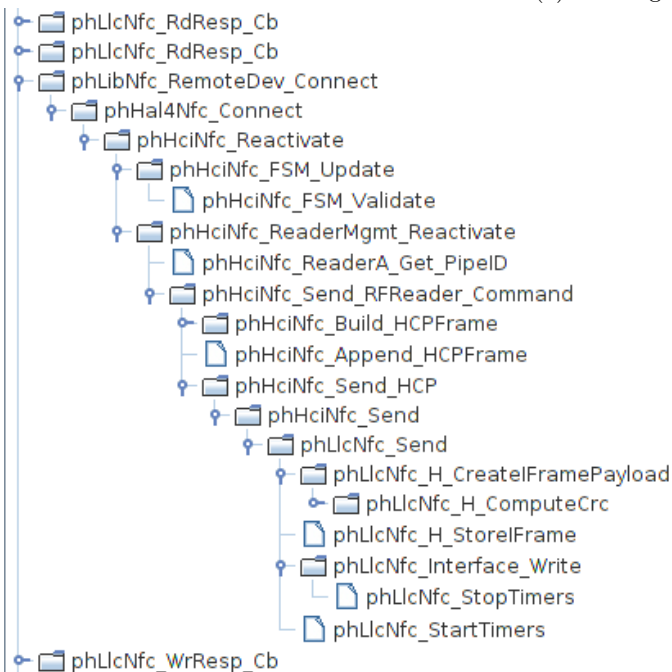 phLlcNfc_RdResp_Cb
phLlcNfc_RdResp_Cb
phLibNfc_RemoteDev_Connect
phHal4Nfc_Connect
phHciNfc_Reactivate
phHciNfc_FSM_Update
phHciNfc_FSM_Validate
phHciNfc_ReaderMgmt_Reactivate
phHciNfc_ReaderA_Get_PipeID
phHciNfc_Send_RFReader_Command
phHciNfc_Build_HCPFrame
phHciNfc_Append_HCPFrame
phHciNfc_Send_HCP
phHciNfc_Send
phLlcNfc_Send
phLlcNfc_H_CreateIFramePayload
phLlcNfc_H_ComputeCrc
phLlcNfc_H_StoreIFrame
phLlcNfc_Interface_Write
phLlcNfc_StopTimers
phLlcNfc_StartTimers
phLlcNfc_WrResp_Cb